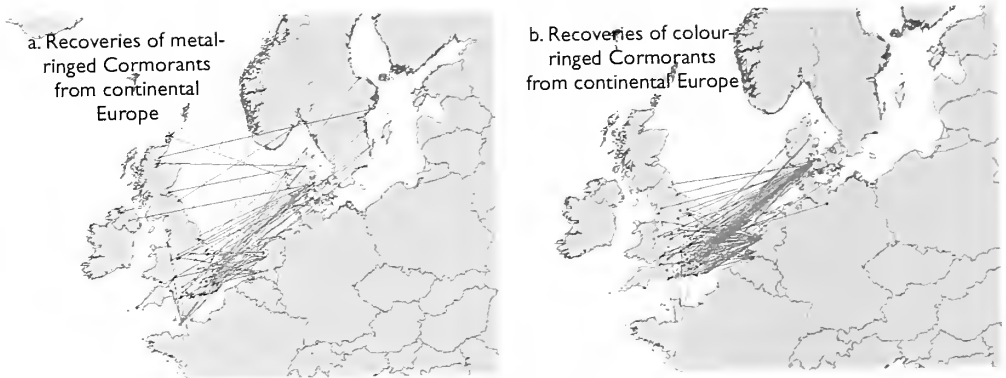 a. Recoveries of metal-
ringed Cormorants
from continental
Europe
b. Recoveries of colour-
ringed Cormorants
from continental Europe